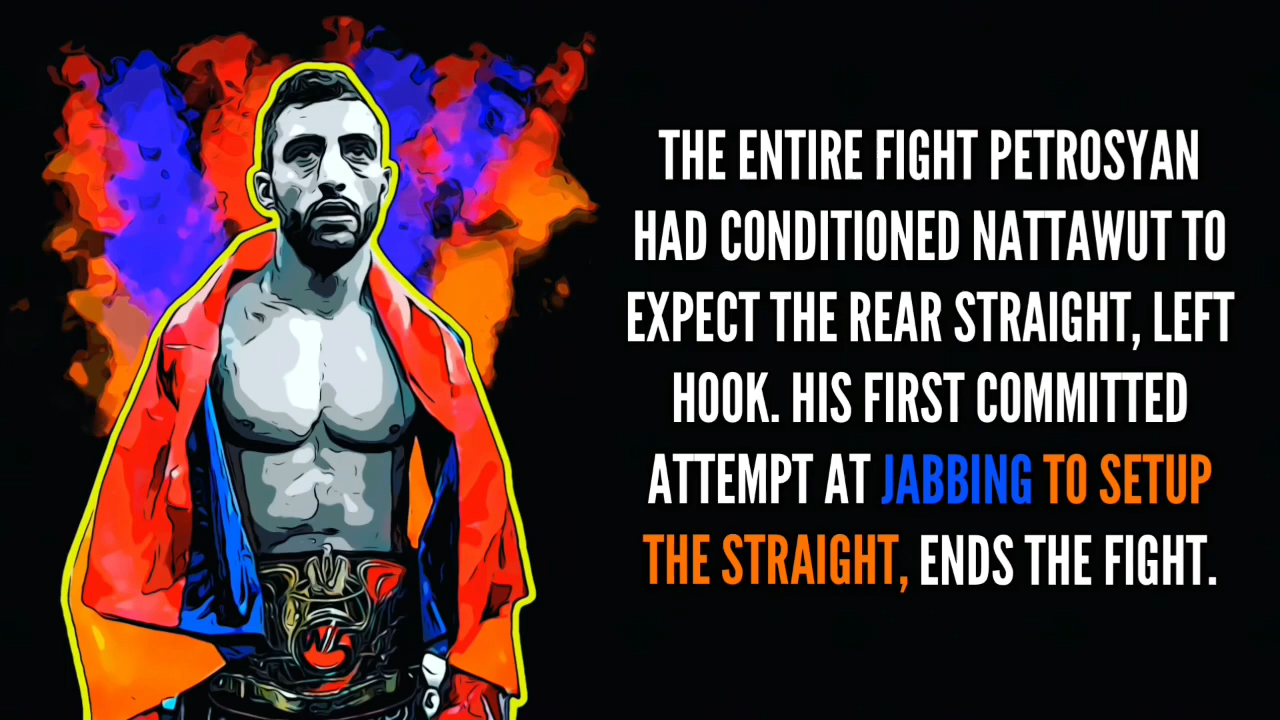 THE ENTIRE FIGHT PETROSYAN
HAD CONDITIONED NATTAWUT TO
EXPECT THE REAR STRAIGHT, LEFT
HOOK. HIS FIRST COMMITTED
ATTEMPT AT JABBING TO SETUP
THE STRAIGHT, ENDS THE FIGHT.